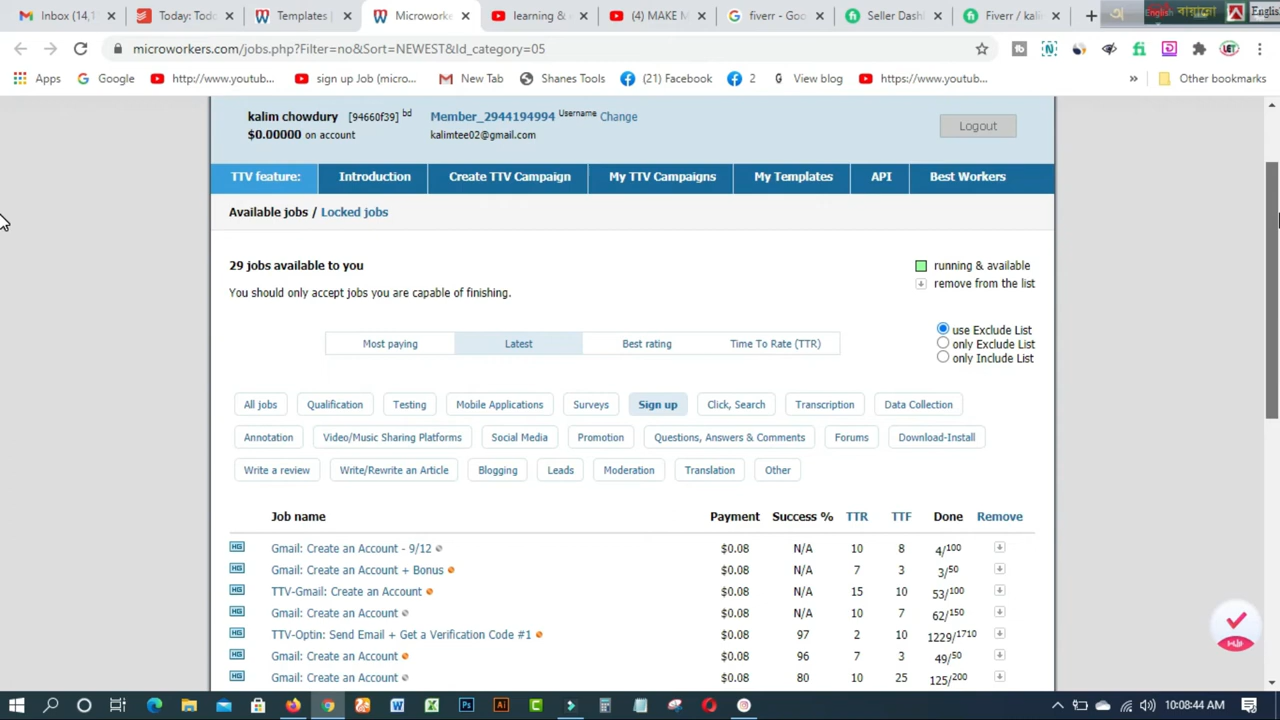 Inbox (14,1
Today: Todo
Templates |
Microworke
learning &
(4) MAKE M
fiverr - Goo
Seller Dash
Fiverr / kali
English
বায়ান্নো
English
microworkers.com/jobs.php?Filter=no&Sort=NEWEST&Id_category=05
Apps
Google
http://www.youtub...
sign up Job (micro...
New Tab
Shanes Tools
(21) Facebook
2
View blog
https://www.youtub...
»
Other bookmarks
kalim chowdury [94660f39] bd
Member_2944194994 Username Change
$0.00000 on account
kalimtee02@gmail.com
Logout
TTV feature:
Introduction
Create TTV Campaign
My TTV Campaigns
My Templates
API
Best Workers
Available jobs / Locked jobs
29 jobs available to you
running & available
remove from the list
You should only accept jobs you are capable of finishing.
Most paying
Latest
Best rating
Time To Rate (TTR)
use Exclude List
only Exclude List
only Include List
All jobs
Qualification
Testing
Mobile Applications
Surveys
Sign up
Click, Search
Transcription
Data Collection
Annotation
Video/Music Sharing Platforms
Social Media
Promotion
Questions, Answers & Comments
Forums
Download-Install
Write a review
Write/Rewrite an Article
Blogging
Leads
Moderation
Translation
Other
Job name Payment Success % TTR TTF Done Remove
HG Gmail: Create an Account - 9/12 $0.08 N/A 10 8 4/100
HG Gmail: Create an Account + Bonus $0.08 N/A 7 3 3/50
HG TTV-Gmail: Create an Account $0.08 N/A 15 10 53/100
HG Gmail: Create an Account $0.08 N/A 10 7 62/150
HG TTV-Optin: Send Email + Get a Verification Code #1 $0.08 97 2 10 1229/1710
HG Gmail: Create an Account $0.08 96 7 3 49/50
HG Gmail: Create an Account $0.08 80 10 25 125/200
10:08:44 AM